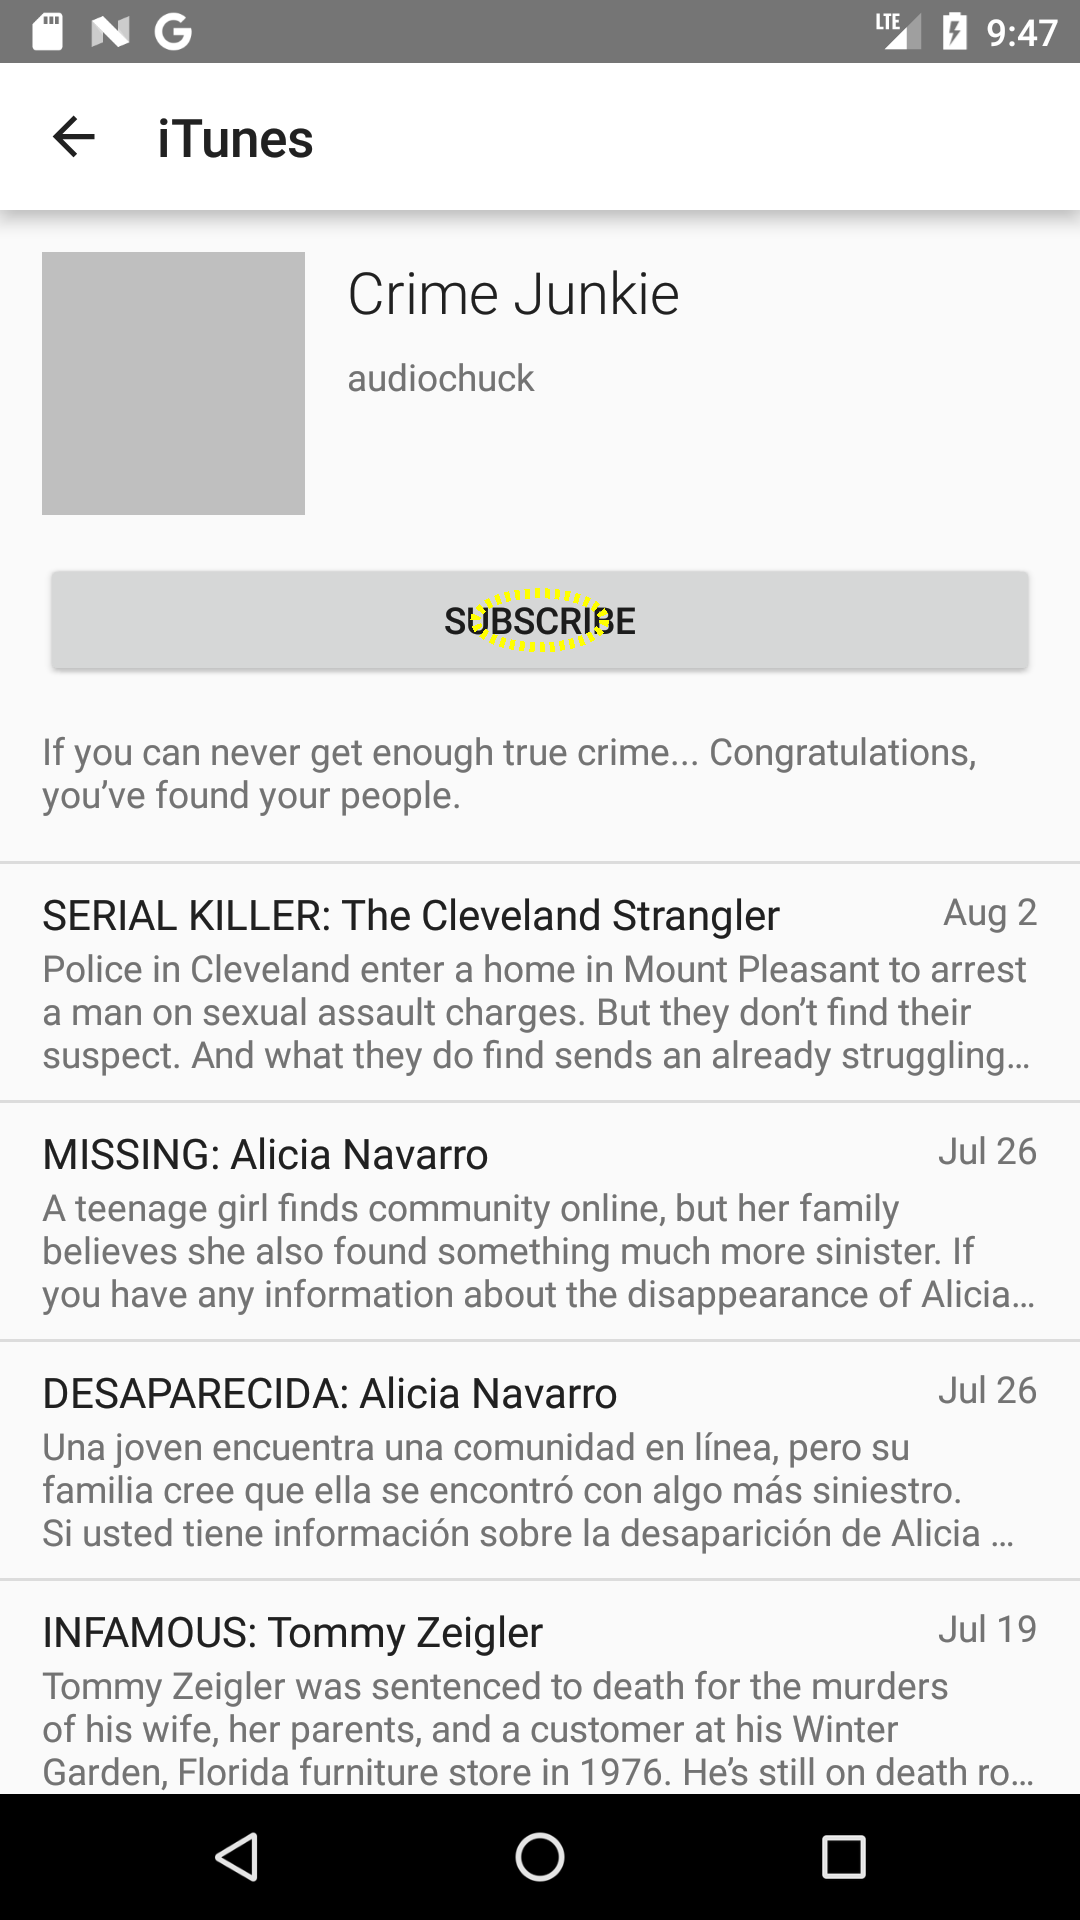 LTE 9:47
iTunes
Crime Junkie
audiochuck
SUBSCRIBE
If you can never get enough true crime... Congratulations,
you’ve found your people.
SERIAL KILLER: The Cleveland Strangler Aug 2
Police in Cleveland enter a home in Mount Pleasant to arrest
a man on sexual assault charges. But they don’t find their
suspect. And what they do find sends an already struggling…
MISSING: Alicia Navarro Jul 26
A teenage girl finds community online, but her family
believes she also found something much more sinister. If
you have any information about the disappearance of Alicia…
DESAPARECIDA: Alicia Navarro Jul 26
Una joven encuentra una comunidad en línea, pero su
familia cree que ella se encontró con algo más siniestro.
Si usted tiene información sobre la desaparición de Alicia …
INFAMOUS: Tommy Zeigler Jul 19
Tommy Zeigler was sentenced to death for the murders
of his wife, her parents, and a customer at his Winter
Garden, Florida furniture store in 1976. He’s still on death ro…